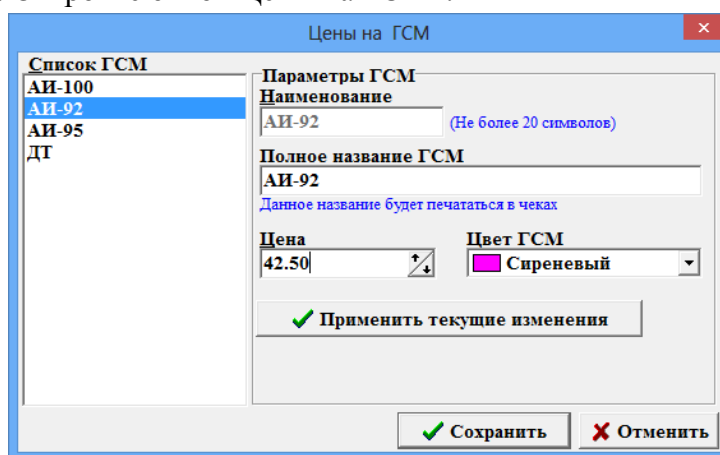 Цены на ГСМ
Список ГСМ
АИ-100
АИ-92
АИ-95
ДТ
Параметры ГСМ
Наименование
АИ-92
(Не более 20 символов)
Полное название ГСМ
АИ-92
Данное название будет печататься в чеках
Цена
Цвет ГСМ
42.50
Сиреневый
Применить текущие изменения
Сохранить
Отменить